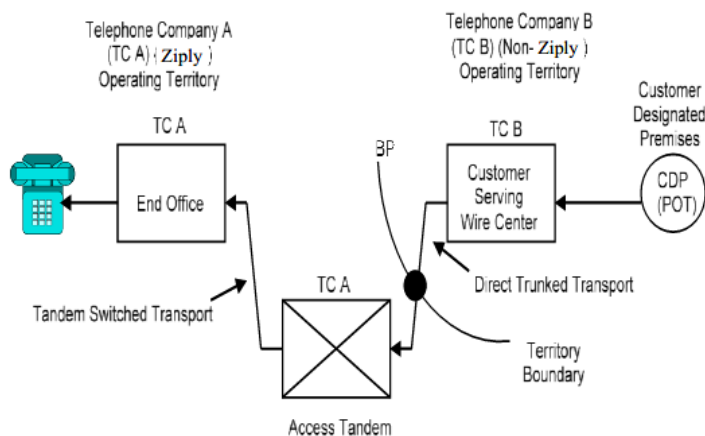 Telephone Company A
(TC A) ( Ziply )
Operating Territory
Telephone Company B
(TC B) (Non- Ziply )
Operating Territory
Customer
Designated
Premises
TC A
TC B
BP
End Office
Customer
Serving
Wire Center
CDP
(POT)
TC A
Direct Trunked Transport
Tandem Switched Transport
Territory
Boundary
Access Tandem